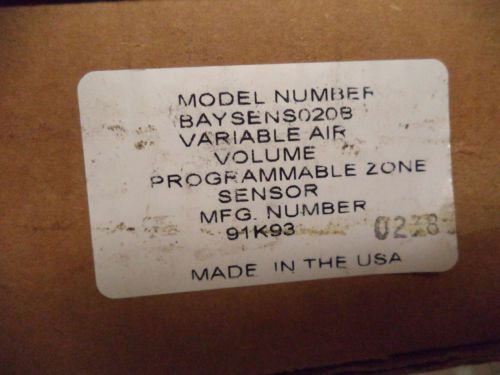 MODEL NUMBER
BAYSENS020B
VARIABLE AIR
VOLUME
PROGRAMMABLE ZONE
SENSOR
MFG. NUMBER
91K93
MADE IN THE USA